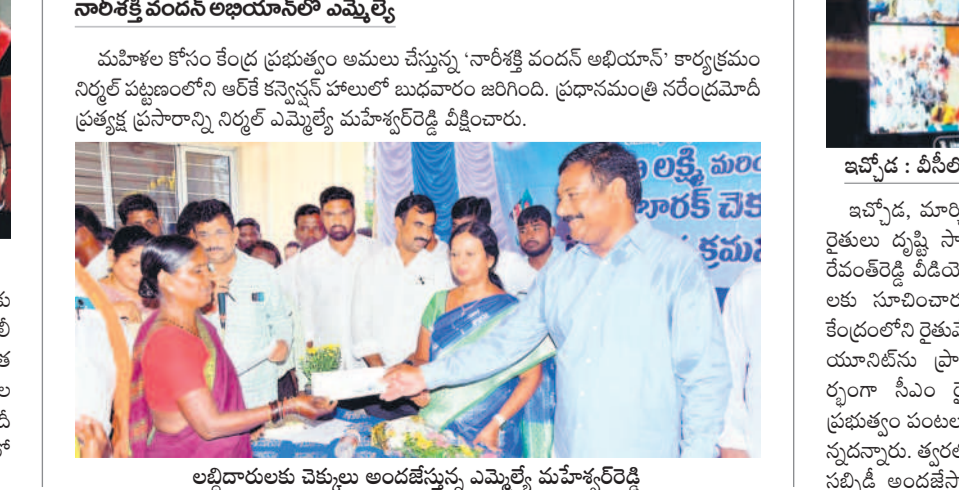 నారీశక్తి వందన్ అభియాన్‌లో ఎమ్మెల్యే
మహిళల కోసం కేంద్ర ప్రభుత్వం అమలు చేస్తున్న ‘నారీశక్తి వందన్ అభియాన్’ కార్యక్రమం
నిర్మల్ పట్టణంలోని ఆర్‌కే కన్వెన్షన్ హాలులో బుధవారం జరిగింది. ప్రధానమంత్రి నరేంద్రమోదీ
ప్రత్యక్ష ప్రసారాన్ని నిర్మల్ ఎమ్మెల్యే మహేశ్వర్‌రెడ్డి వీక్షించారు.
లక్ష్మి
బారక్ చెక
లబ్ధిదారులకు చెక్కులు అందజేస్తున్న ఎమ్మెల్యే మహేశ్వర్‌రెడ్డి
ఇచ్చోడ : వీసీలో
ఇచ్చోడ,
రైతులు దృష్టి సా
రేవంత్‌రెడ్డి వీడియో
లకు సూచించార
కేంద్రంలోని రైతువే
యూనిట్‌ను ప్రా
ర్భంగా సీఎం రై
ప్రభుత్వం పంటల
న్నదన్నారు. త్వరల
సబ్సిడీ అందజేసా